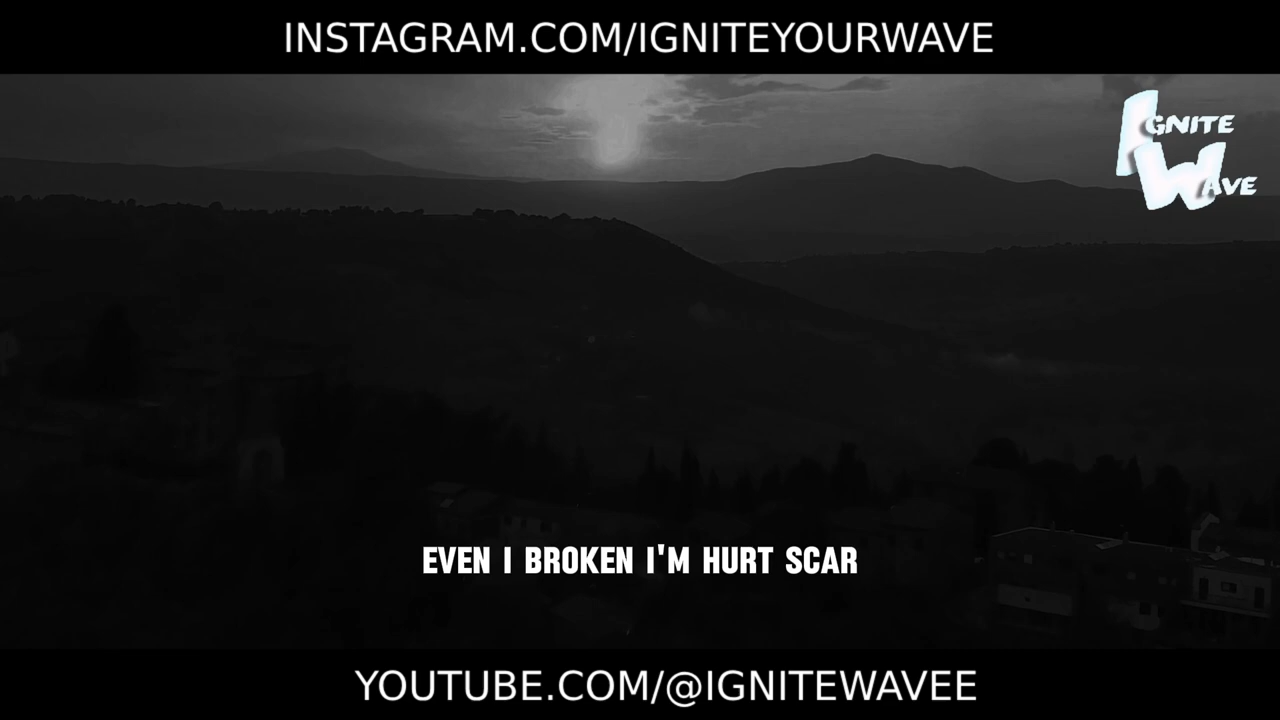 INSTAGRAM.COM/IGNITEYOURWAVE
IGNITE
WAVE
EVEN I BROKEN I'M HURT SCAR
YOUTUBE.COM/@IGNITEWAVEE